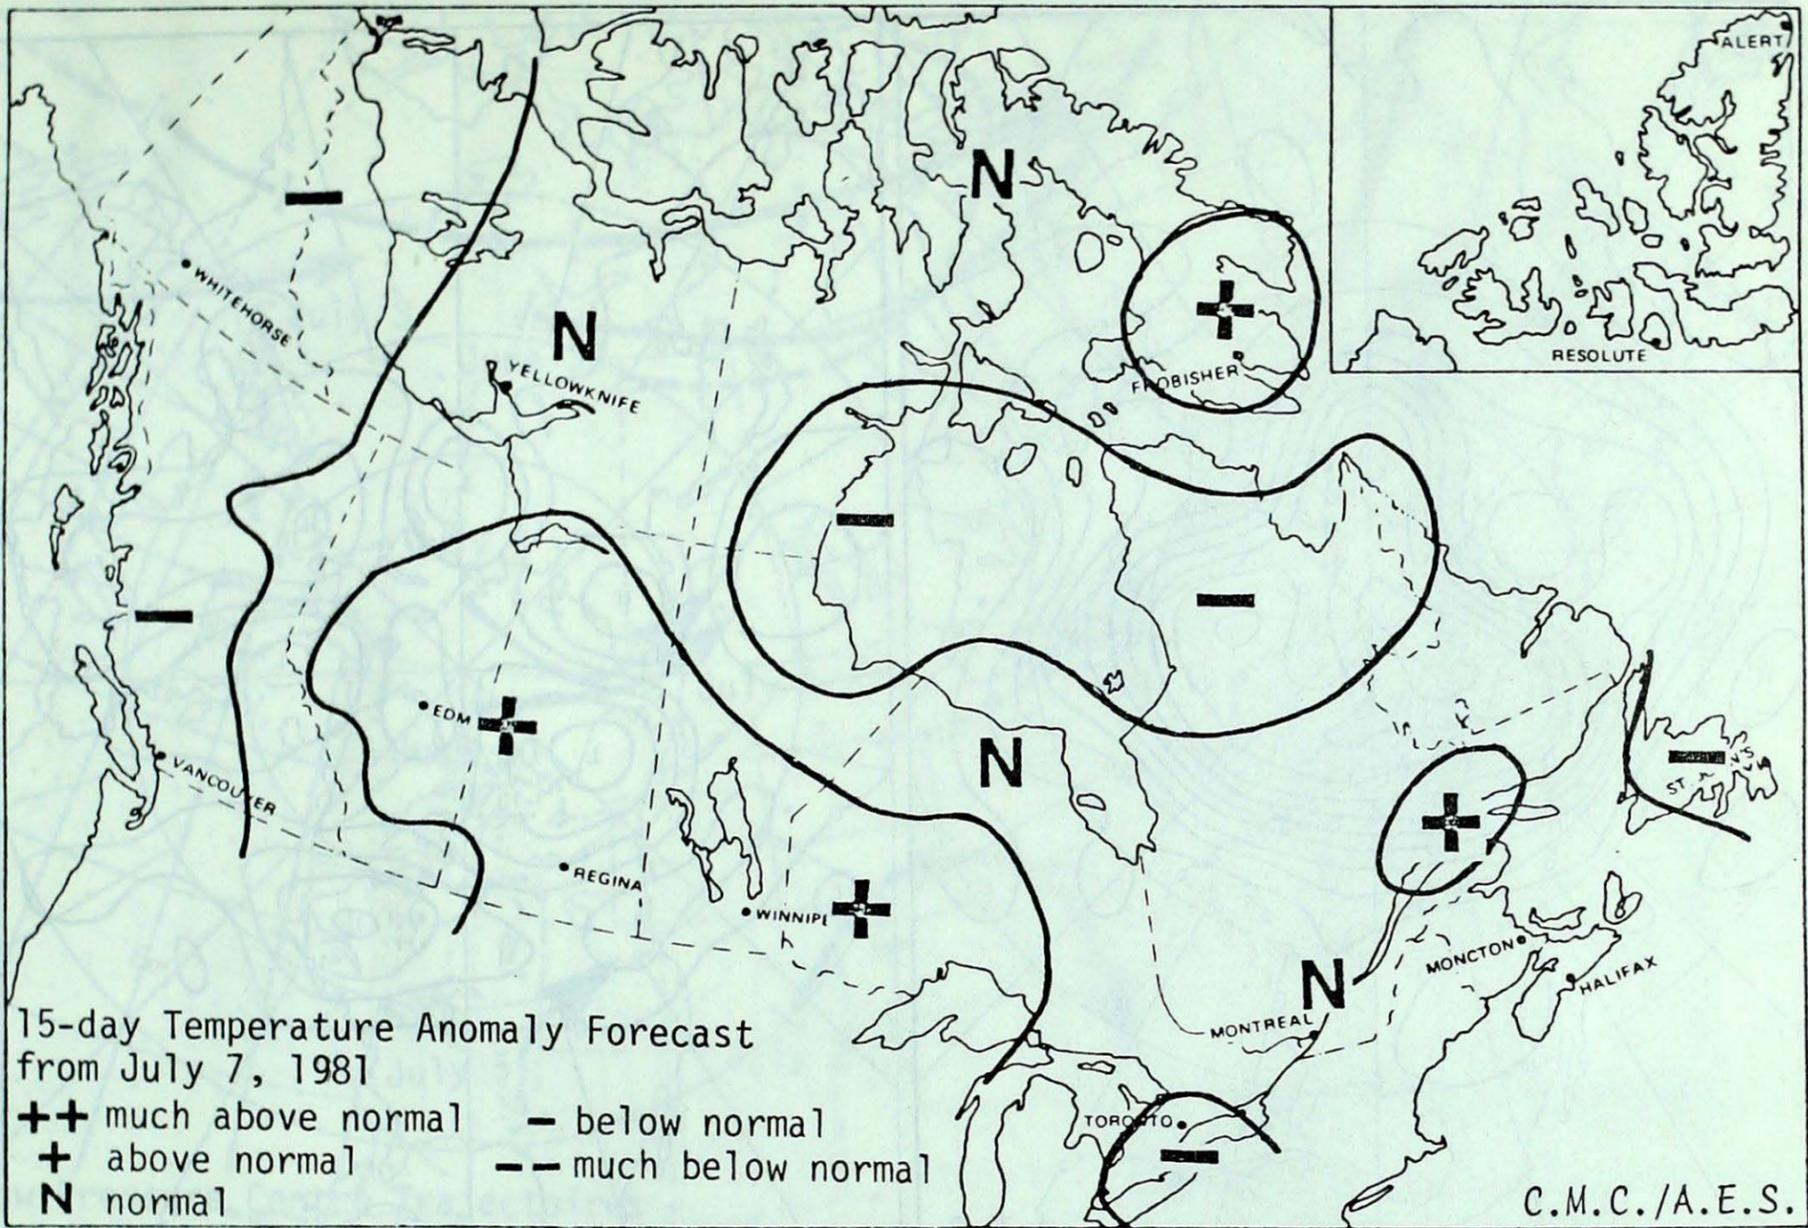 ALERT
RESOLUTE
N
WHITEHORSE
N
YELLOWKNIFE
FROBISHER
EDM
N
VANCOUVER
ST
REGINA
WINNIPE
MONCTON
HALIFAX
N
MONTREAL
TORONTO
15-day Temperature Anomaly Forecast
from July 7, 1981
++ much above normal
+ above normal
N normal
- below normal
-- much below normal
C.M.C./A.E.S.